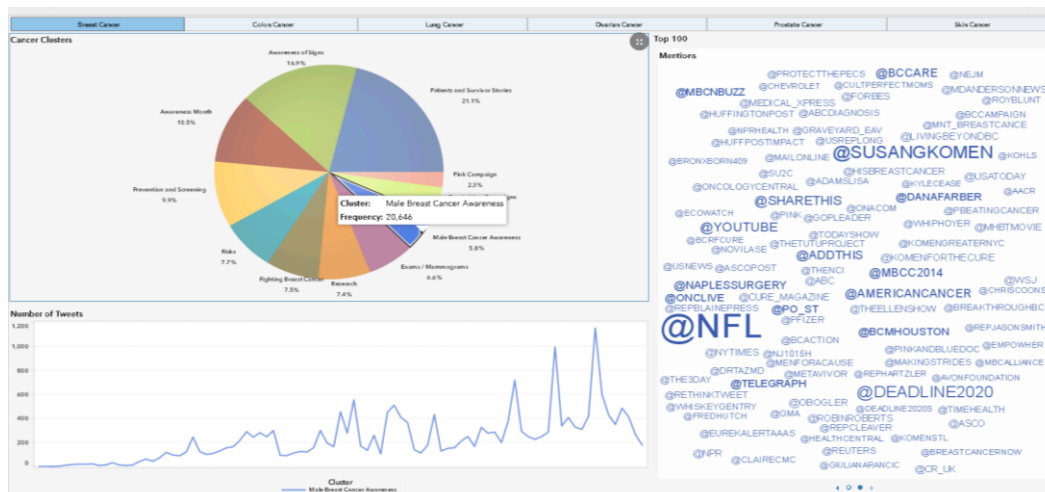 Breast Cancer Colon Cancer Lung Cancer Ovarian Cancer Prostate Cancer Skin Cancer
Cancer Clusters
Awareness of Signs
16.9%
Patients and Survivor Stories
21.1%
Awareness Month
10.5%
Pink Campaign
2.3%
Prevention and Screening
9.9%
Cluster: Male Breast Cancer Awareness
Frequency: 20,646
Male Breast Cancer Awareness
5.8%
Risks
7.7%
Exams / Mammograms
6.6%
Fighting Breast Cancer
7.5%
Research
7.4%
Number of Tweets
1,200
1,000
800
600
400
200
0
Cluster
Male Breast Cancer Awareness
Top 100
Mentions
@PROTECTTHEPECS @BCCARE @NEJM
@MBCNBUZZ @CHEVROLET @CULTPERFECTMOMS @MDANDERSONNEWS
@MEDICAL_XPRESS @FORBES @ROYBLUNT
@HUFFINGTONPOST @ABCDIAGNOSIS @BCCAMPAIGN
@NPRHEALTH @GRAVEYARD_EAV @MNT_BREASTCANCE
@HUFFPOSTIMPACT @USREPLONG @LIVINGBEYONDBC
@BRONXBORN409 @MAILONLINE @SUSANGKOMEN @KOHLS
@SU2C @HISBREASTCANCER @USATODAY
@ONCOLOGYCENTRAL @ADAMSLISA @KYLECEASE @AACR
@SHARETHIS @DANAFARBER
@ECOWATCH @PINK @GOPLEADER @ONACOM @PBEATINGCANCER
@YOUTUBE @WHIPHOYER @MHBTMOVIE
@BCRFCURE @TODAYSHOW
@NOVILASE @THETUTUPROJECT @KOMENGREATERNYC
@ADDTHIS @KOMENFORTHECURE
@USNEWS @ASCOPOST @THENCI @MBCC2014
@NAPLESSURGERY @ABC @WSJ
@ONCLIVE @CURE_MAGAZINE @AMERICANCANCER @CHRISCOONS
@REPBLAINEPRESS @PO_ST @THEELLENSHOW @BREAKTHROUGHBC
@NFL @PFIZER
@BCMHOUSTON @REPJASONSMITH
@BCACTION
@NYTIMES @NJ1015H @PINKANDBLUEDOC @EMPOWHER
@MENFORACAUSE @MAKINGSTRIDES @MBCALLIANCE
@DRTAZMD @METAVIVOR @REPHARTZLER @AVONFOUNDATION
@THE3DAY @TELEGRAPH
@RETHINKTWEET @DEADLINE2020
@WHISKEYGENTRY @OBOGLER
@FREDHUTCH @GMA @DEADLINE2020S @TIMEHEALTH
@ROBINROBERTS @ASCO
@EUREKALERTAAAS @REPCLEAVER
@HEALTHCENTRAL @KOMENSTL
@NPR @REUTERS @BREASTCANCERNOW
@CLAIRECMC @GIULIANARANCIC @CR_UK